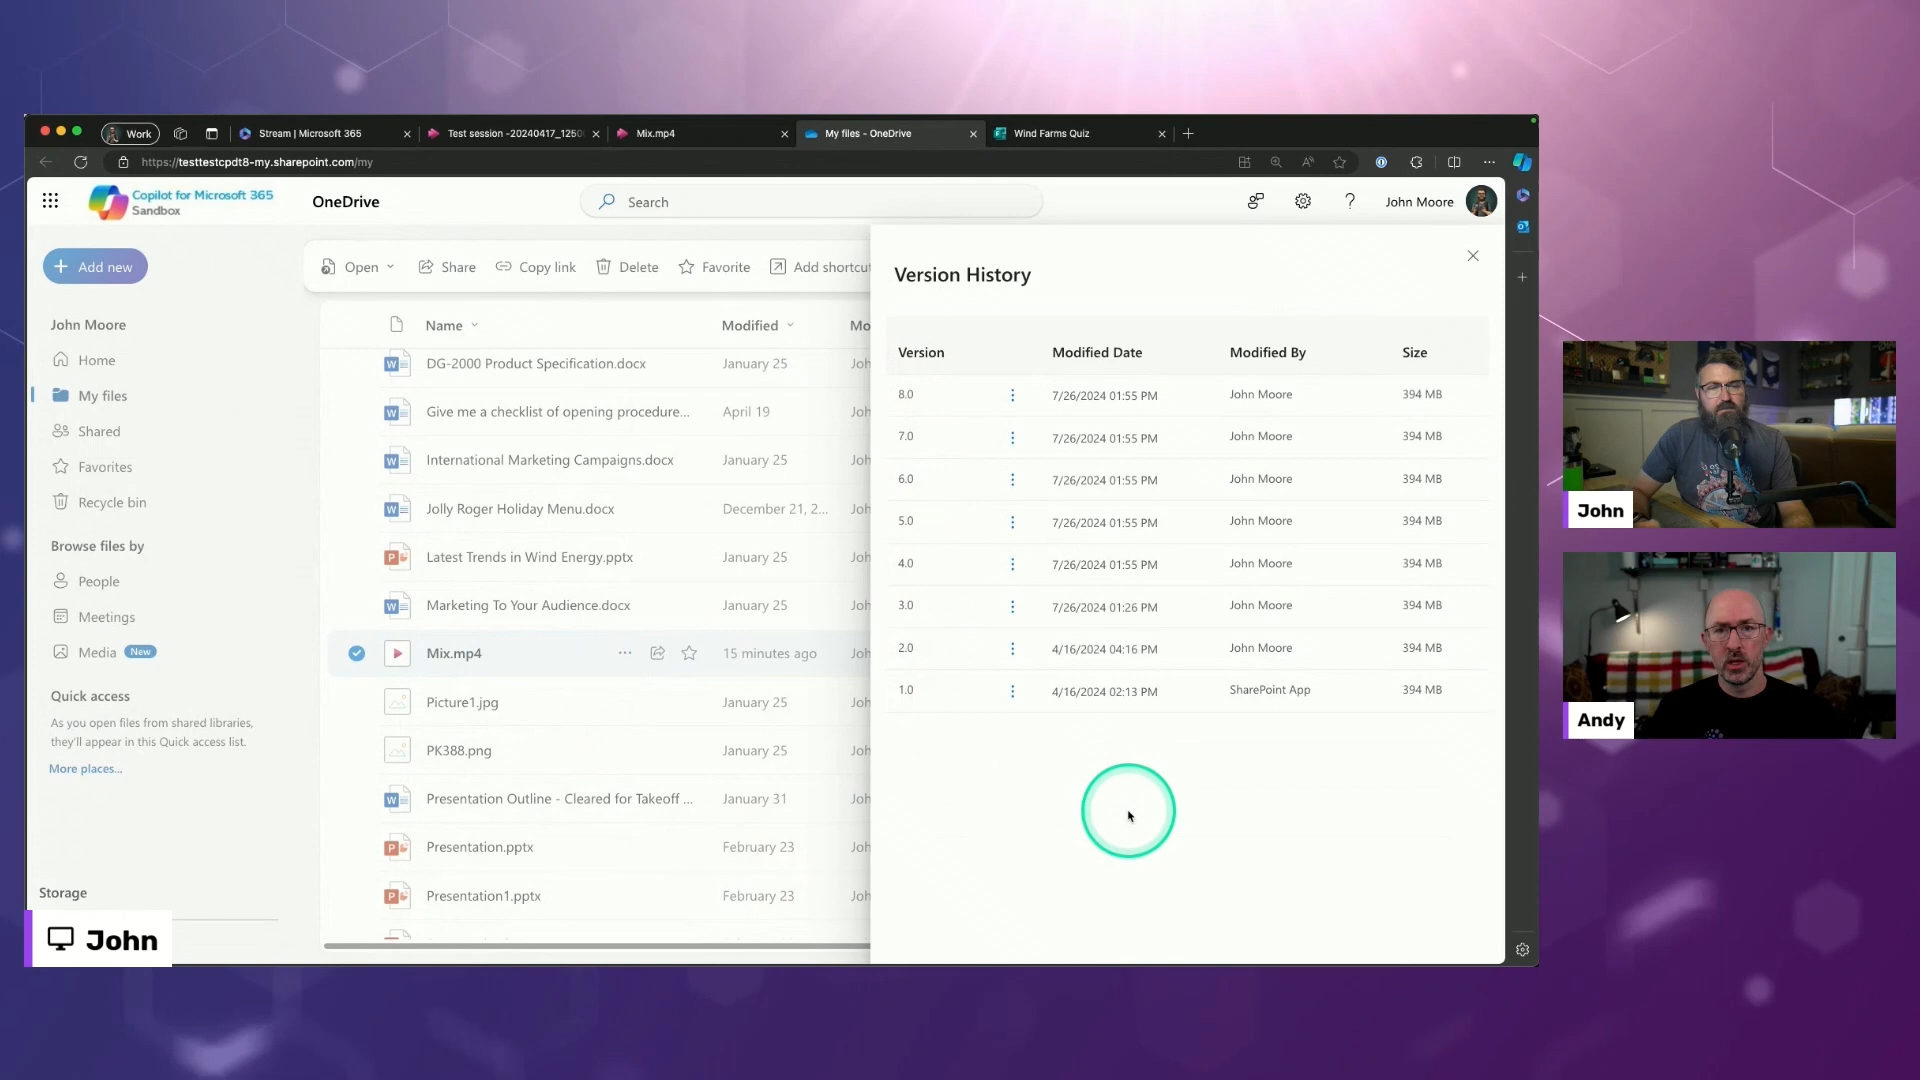 Work
Stream | Microsoft 365
Test session -20240417_1250
Mix.mp4
My files - OneDrive
Wind Farms Quiz
https://testtestcpdt8-my.sharepoint.com/my
Copilot for Microsoft 365
Sandbox
OneDrive
Search
John Moore
Add new
Open
Share
Copy link
Delete
Favorite
Add shortcut
John Moore
Home
My files
Shared
Favorites
Recycle bin
Browse files by
People
Meetings
Media New
Quick access
As you open files from shared libraries,
they'll appear in this Quick access list.
More places...
Storage
Name Modified Mo
DG-2000 Product Specification.docx January 25 Joh
Give me a checklist of opening procedure... April 19 Joh
International Marketing Campaigns.docx January 25 Joh
Jolly Roger Holiday Menu.docx December 21, 2... Joh
Latest Trends in Wind Energy.pptx January 25 Joh
Marketing To Your Audience.docx January 25 Joh
Mix.mp4 15 minutes ago Joh
Picture1.jpg January 25 Joh
PK388.png January 25 Joh
Presentation Outline - Cleared for Takeoff ... January 31 Joh
Presentation.pptx February 23 Joh
Presentation1.pptx February 23 Joh
Version History
Version Modified Date Modified By Size
8.0 7/26/2024 01:55 PM John Moore 394 MB
7.0 7/26/2024 01:55 PM John Moore 394 MB
6.0 7/26/2024 01:55 PM John Moore 394 MB
5.0 7/26/2024 01:55 PM John Moore 394 MB
4.0 7/26/2024 01:55 PM John Moore 394 MB
3.0 7/26/2024 01:26 PM John Moore 394 MB
2.0 4/16/2024 04:16 PM John Moore 394 MB
1.0 4/16/2024 02:13 PM SharePoint App 394 MB
John
Andy
John